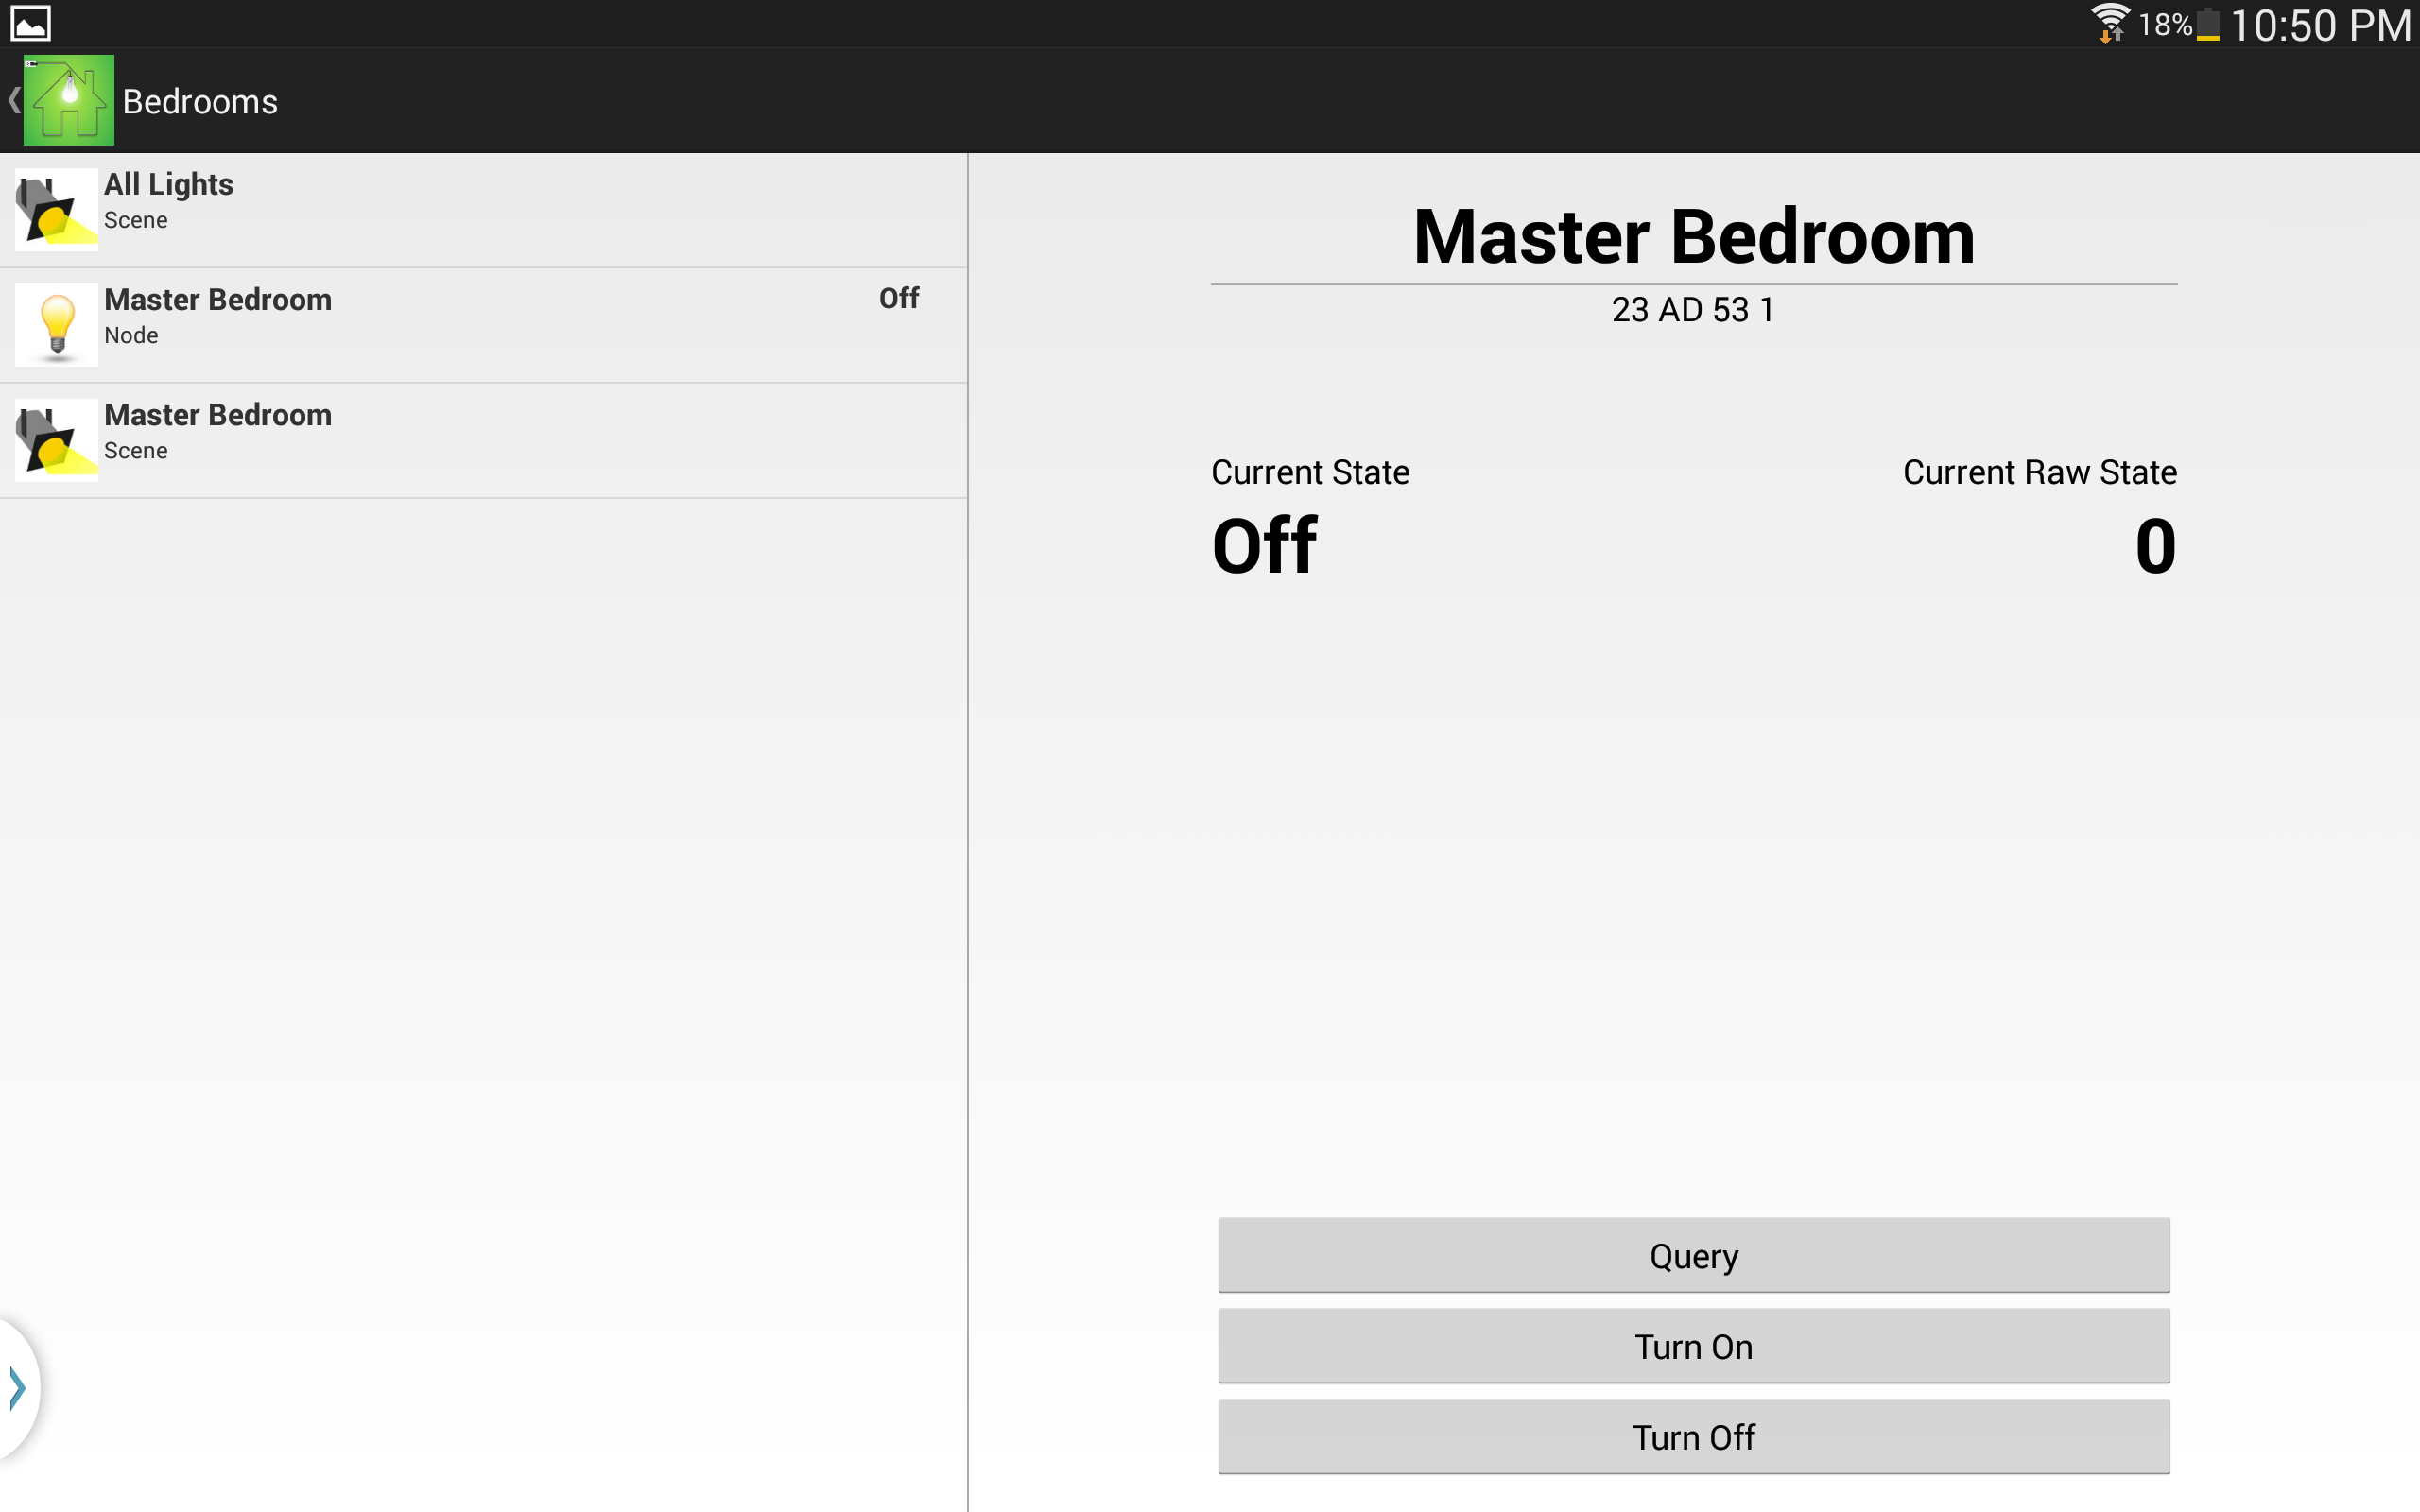 18% 10:50 PM
Bedrooms
All Lights
Scene
Master Bedroom Off
Node
Master Bedroom
Scene
Master Bedroom
23 AD 53 1
Current State Current Raw State
Off 0
Query
Turn On
Turn Off